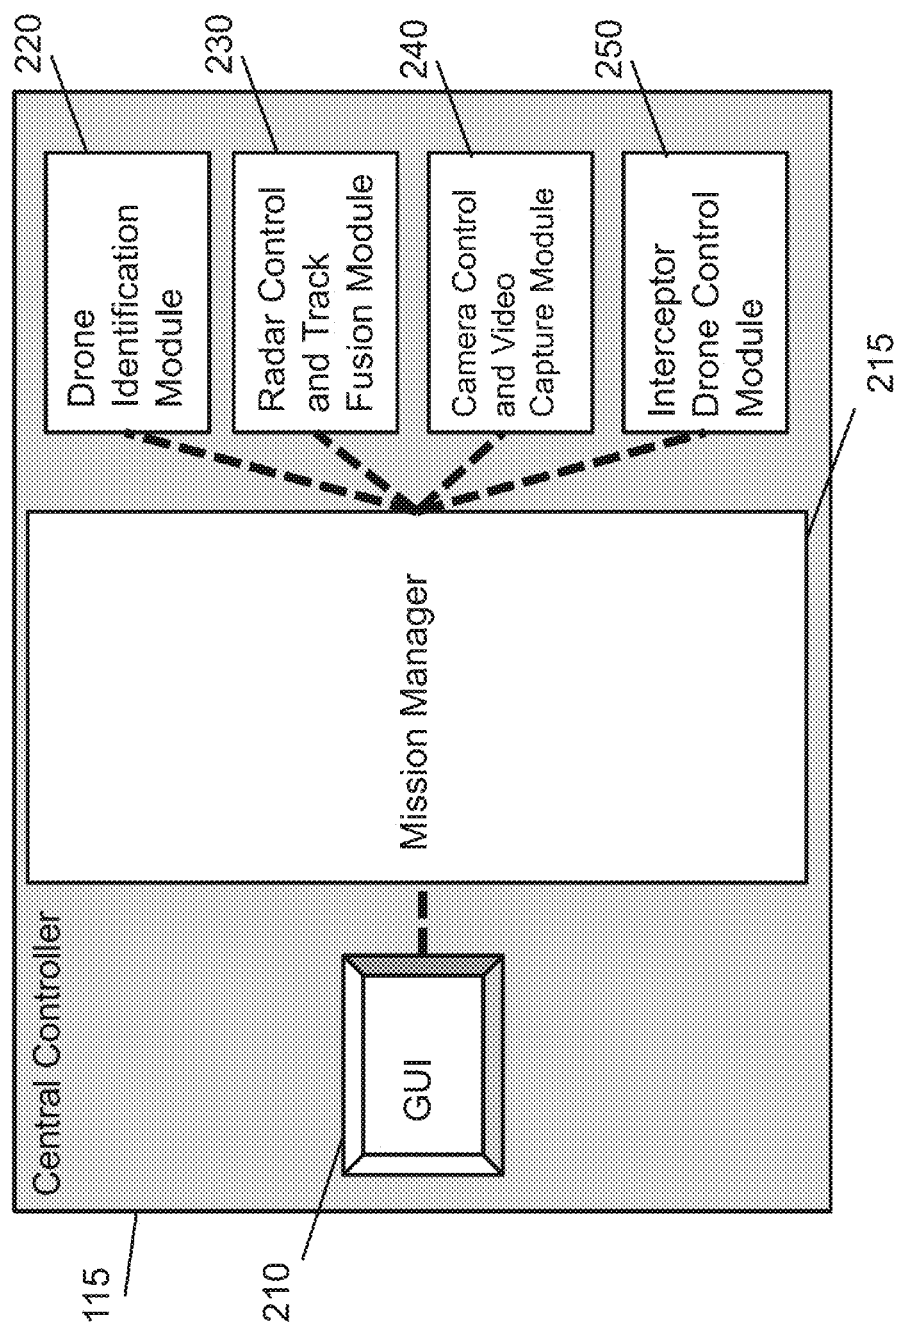 115
Central Controller
210
GUI
Mission Manager
215
220
Drone
Identification
Module
230
Radar Control
and Track
Fusion Module
240
Camera Control
and Video
Capture Module
250
Interceptor
Drone Control
Module